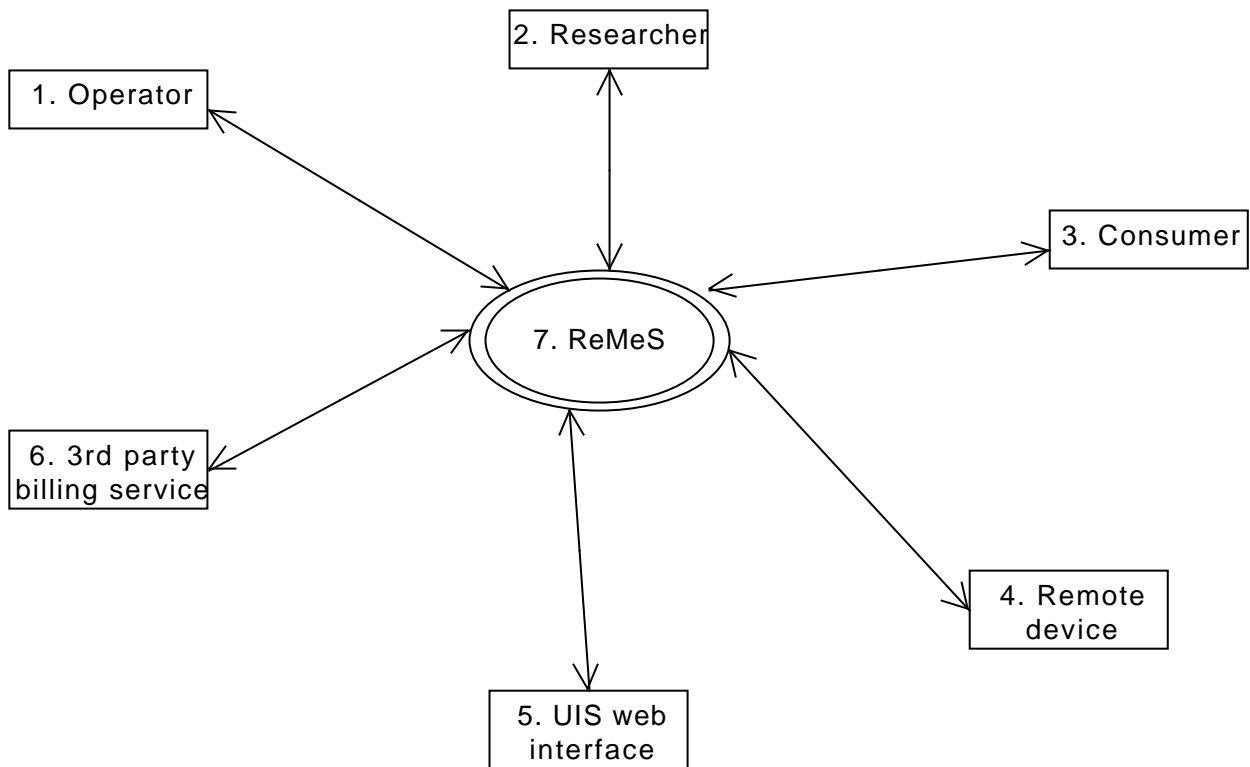 2. Researcher
1. Operator
3. Consumer
7. ReMeS
6. 3rd party
billing service
4. Remote
device
5. UIS web
interface